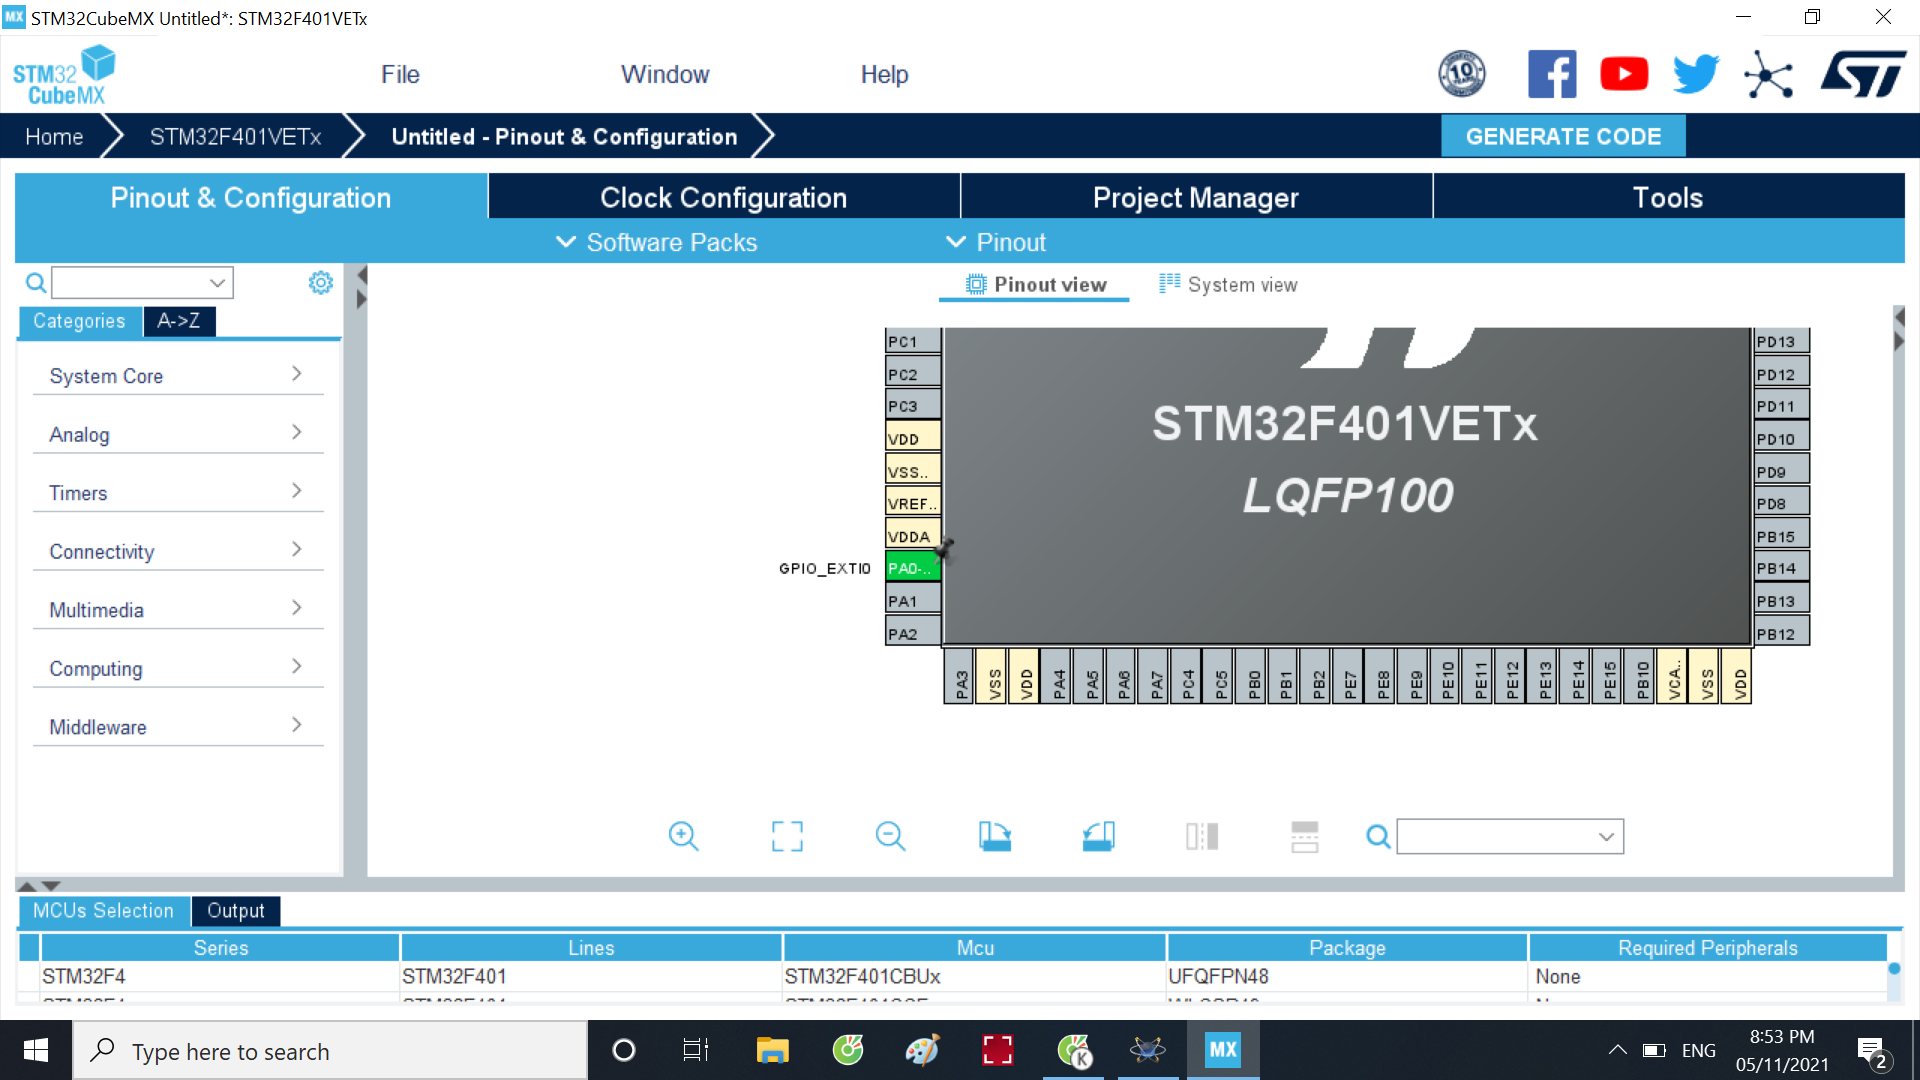 MX STM32CubeMX Untitled*: STM32F401VETx
STM32
CubeMX
File
Window
Help
10
YEARS
ST
Home
STM32F401VETx
Untitled - Pinout & Configuration
GENERATE CODE
Pinout & Configuration
Clock Configuration
Project Manager
Tools
Software Packs
Pinout
Pinout view
System view
Categories
A->Z
System Core
Analog
Timers
Connectivity
Multimedia
Computing
Middleware
PC1
PC2
PC3
VDD
VSS..
VREF..
VDDA
GPIO_EXTI0
PA0-..
PA1
PA2
STM32F401VETx
LQFP100
PD13
PD12
PD11
PD10
PD9
PD8
PB15
PB14
PB13
PB12
PA3
VSS
VDD
PA4
PA5
PA6
PA7
PC4
PC5
PB0
PB1
PB2
PE7
PE8
PE9
PE10
PE11
PE12
PE13
PE14
PE15
PB10
VCA..
VSS
VDD
MCUs Selection
Output
Series
Lines
Mcu
Package
Required Peripherals
STM32F4
STM32F401
STM32F401CBUx
UFQFPN48
None
Type here to search
K
MX
ENG
8:53 PM
05/11/2021
2